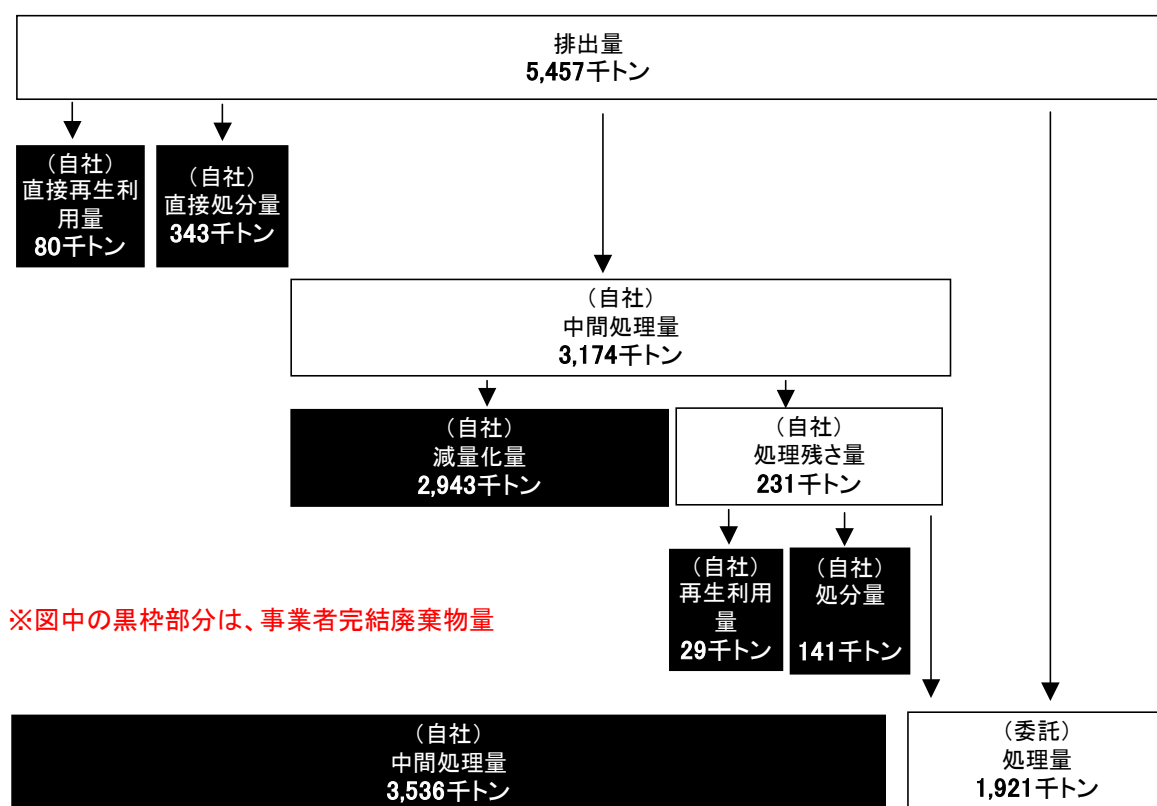 排出量
5,457千トン
（自社）
直接再生利
用量
80千トン
（自社）
直接処分量
343千トン
（自社）
中間処理量
3,174千トン
（自社）
減量化量
2,943千トン
（自社）
処理残さ量
231千トン
（自社）
再生利用
量
29千トン
（自社）
処分量
141千トン
※図中の黒枠部分は、事業者完結廃棄物量
（自社）
中間処理量
3,536千トン
（委託）
処理量
1,921千トン